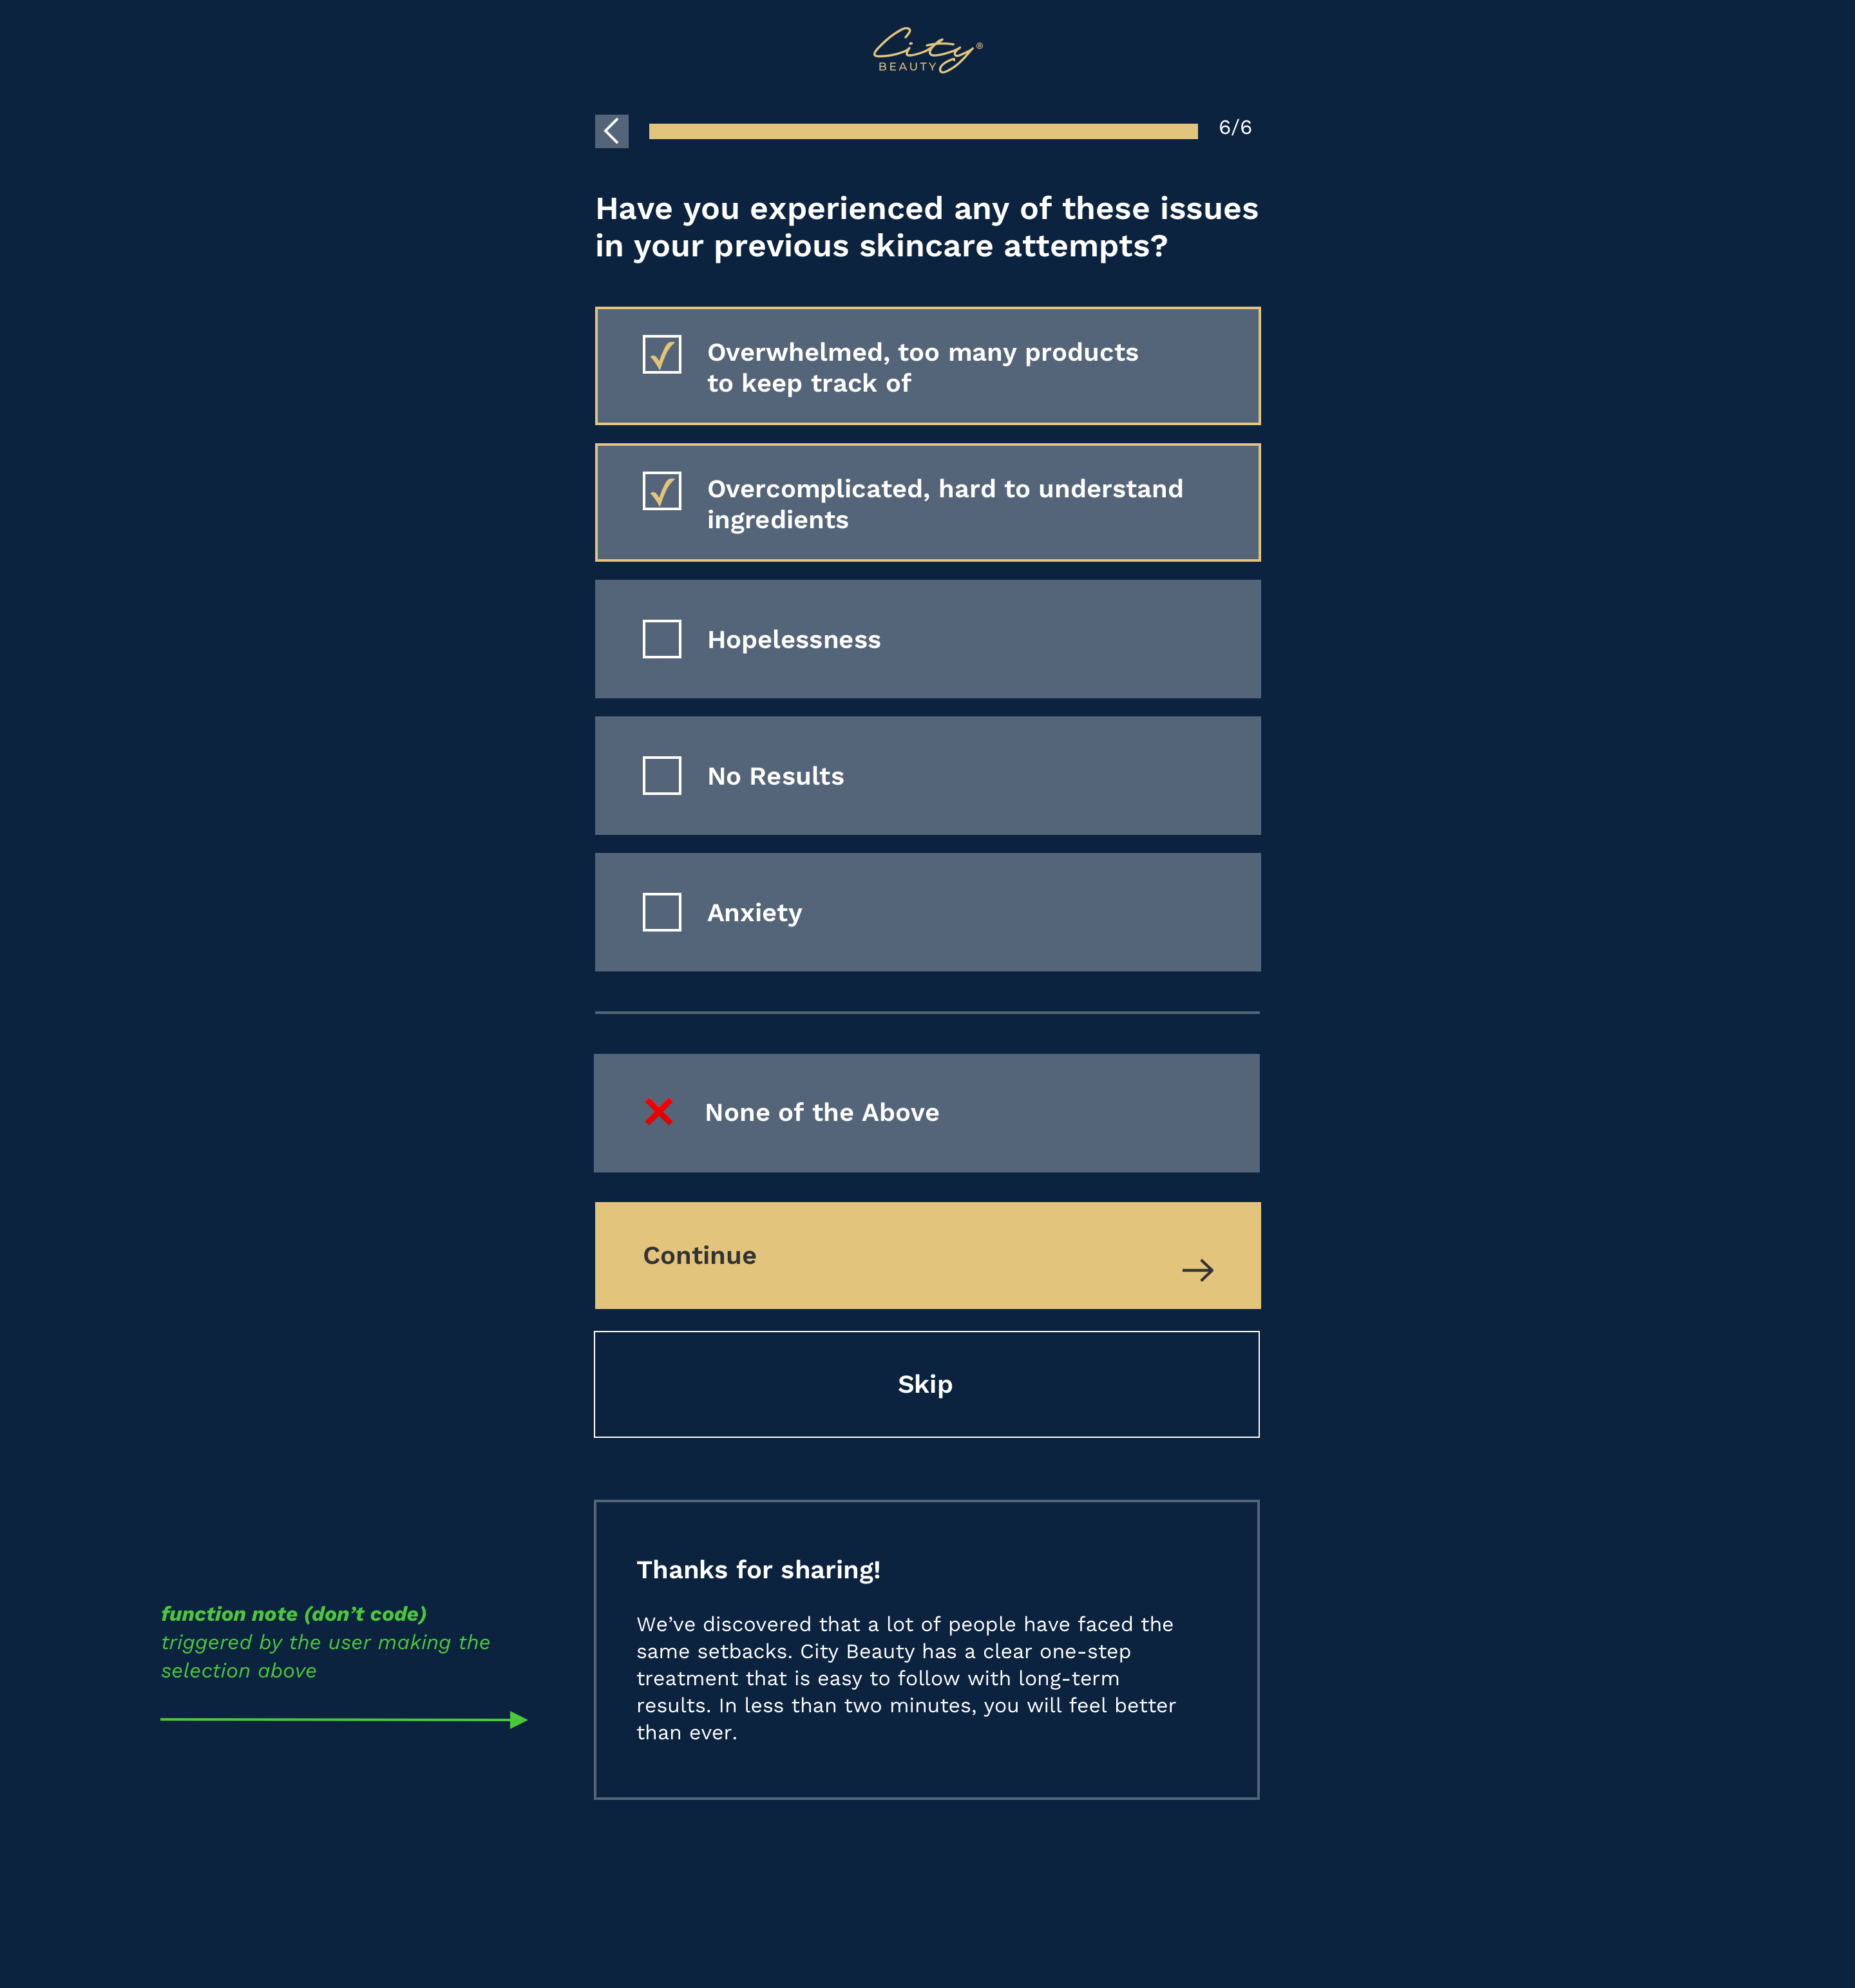 City®
BEAUTY
6/6
Have you experienced any of these issues
in your previous skincare attempts?
Overwhelmed, too many products
to keep track of
Overcomplicated, hard to understand
ingredients
Hopelessness
No Results
Anxiety
None of the Above
Continue
Skip
Thanks for sharing!
We’ve discovered that a lot of people have faced the
same setbacks. City Beauty has a clear one-step
treatment that is easy to follow with long-term
results. In less than two minutes, you will feel better
than ever.
function note (don’t code)
triggered by the user making the
selection above